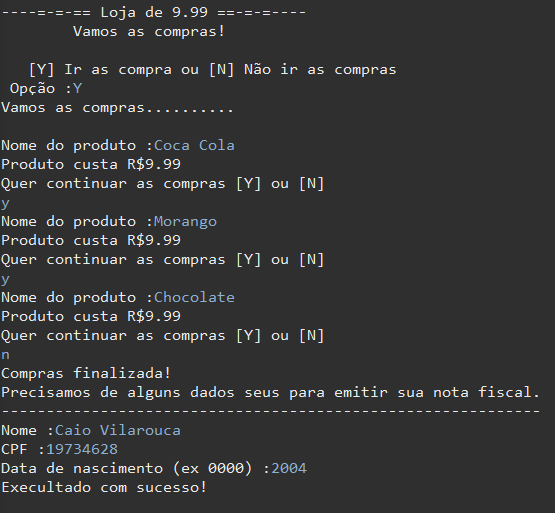 ----=-=-== Loja de 9.99 ==-=-=----
Vamos as compras!
[Y] Ir as compra ou [N] Não ir as compras
Opção :Y
Vamos as compras..........
Nome do produto :Coca Cola
Produto custa R$9.99
Quer continuar as compras [Y] ou [N]
y
Nome do produto :Morango
Produto custa R$9.99
Quer continuar as compras [Y] ou [N]
y
Nome do produto :Chocolate
Produto custa R$9.99
Quer continuar as compras [Y] ou [N]
n
Compras finalizada!
Precisamos de alguns dados seus para emitir sua nota fiscal.
------------------------------------------------------------
Nome :Caio Vilarouca
CPF :19734628
Data de nascimento (ex 0000) :2004
Execultado com sucesso!